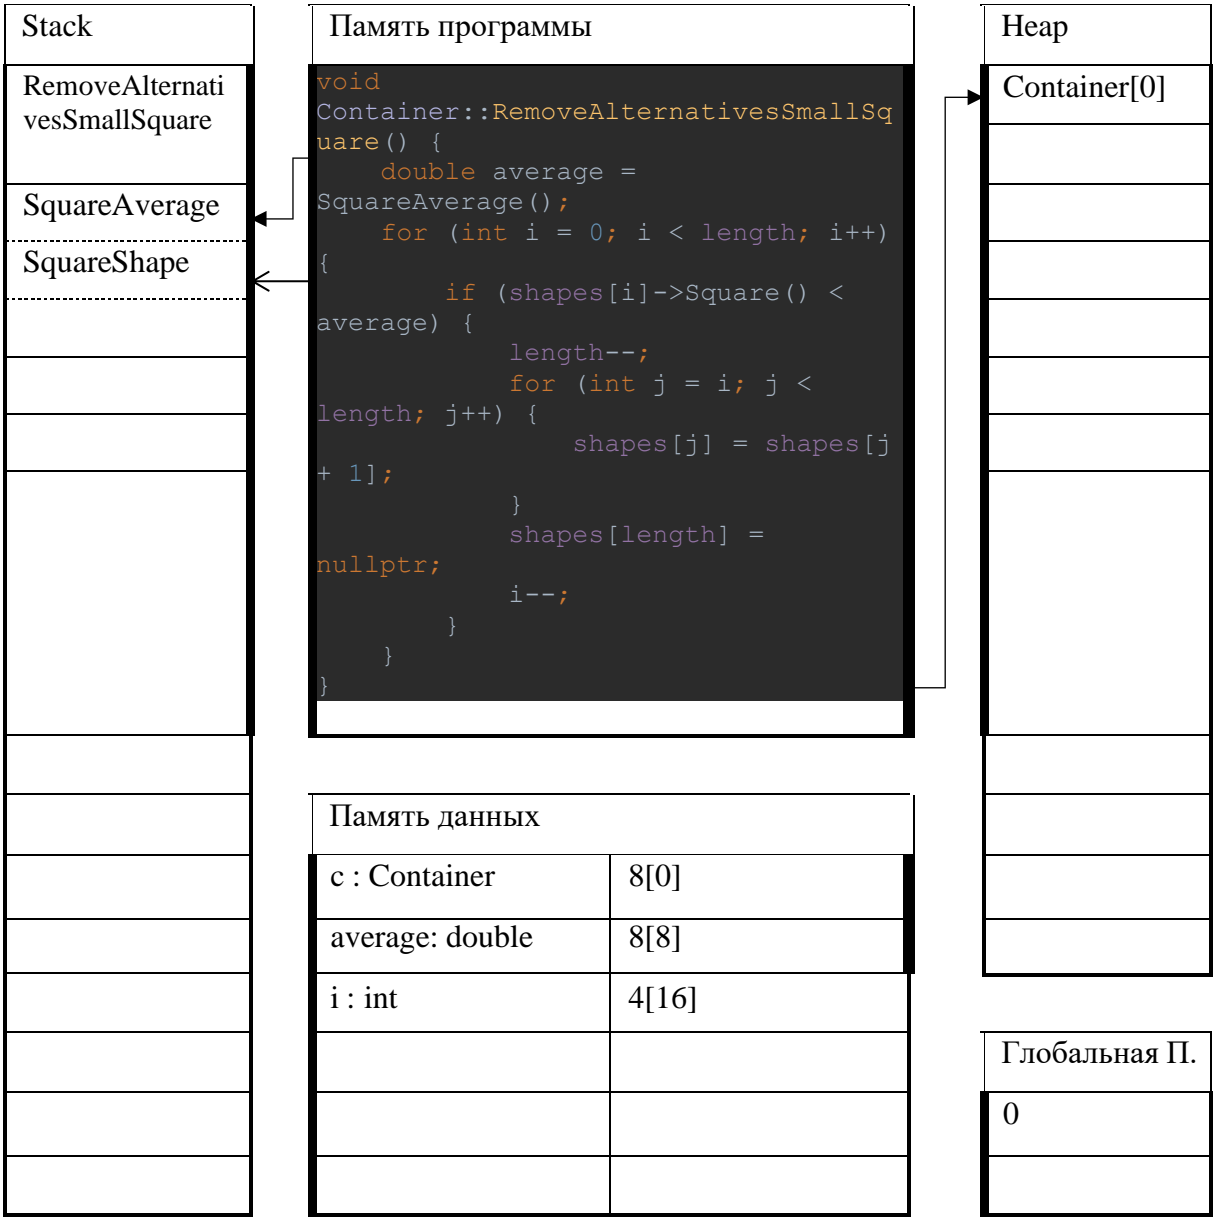 Stack
RemoveAlternati
vesSmallSquare
SquareAverage
SquareShape
Память программы
void
Container::RemoveAlternativesSmallSq
uare() {
    double average =
SquareAverage();
    for (int i = 0; i < length; i++)
{
        if (shapes[i]->Square() <
average) {
            length--;
            for (int j = i; j <
length; j++) {
                shapes[j] = shapes[j
+ 1];
            }
            shapes[length] =
nullptr;
            i--;
        }
    }
}
Память данных
c : Container 8[0]
average: double 8[8]
i : int 4[16]
Heap
Container[0]
Глобальная П.
0